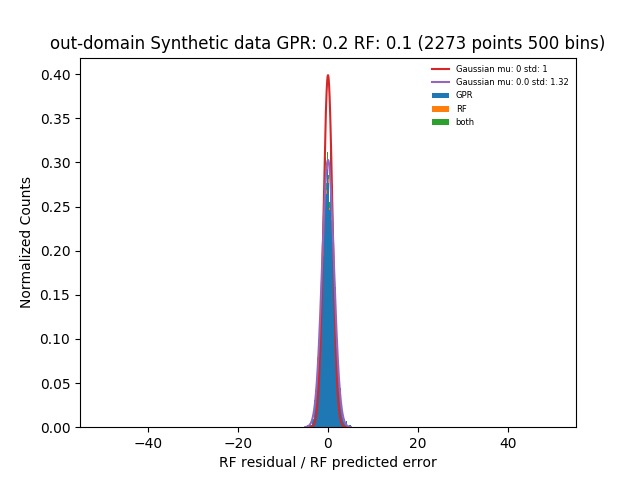 out-domain Synthetic data GPR: 0.2 RF: 0.1 (2273 points 500 bins)
Gaussian mu: 0 std: 1
Gaussian mu: 0.0 std: 1.32
GPR
RF
both
Normalized Counts
0.40
0.35
0.30
0.25
0.20
0.15
0.10
0.05
0.00
−40 −20 0 20 40
RF residual / RF predicted error